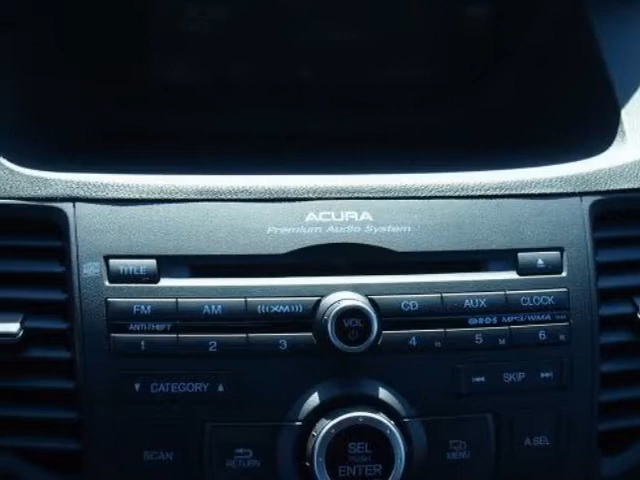 ACURA
Premium Audio System
TITLE
FM AM XM CD AUX CLOCK
VOL
ANTI-THEFT RDS MP3/WMA
1 2 3 4 5 6
CATEGORY SKIP
SCAN RETURN SEL MENU A.SEL
ENTER